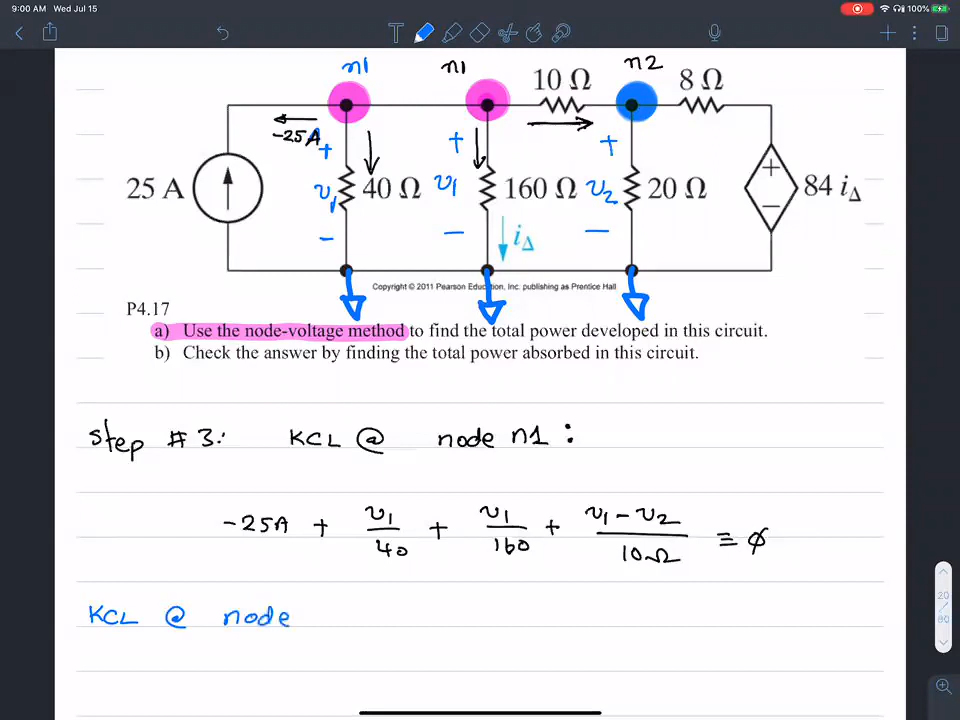 9:00 AM Wed Jul 15
100%
n1 n1 n2
10 Ω 8 Ω
-25A
+ + +
25 A v1 40 Ω v1 160 Ω v2 20 Ω + − 84 iΔ
− − −
iΔ
Copyright © 2011 Pearson Education, Inc. publishing as Prentice Hall
P4.17
a) Use the node-voltage method to find the total power developed in this circuit.
b) Check the answer by finding the total power absorbed in this circuit.
step #3: KCL @ node n1:
-25A + v1/40 + v1/160 + v1 - v2/10Ω ≡ ∅
KCL @ node
20
/
80